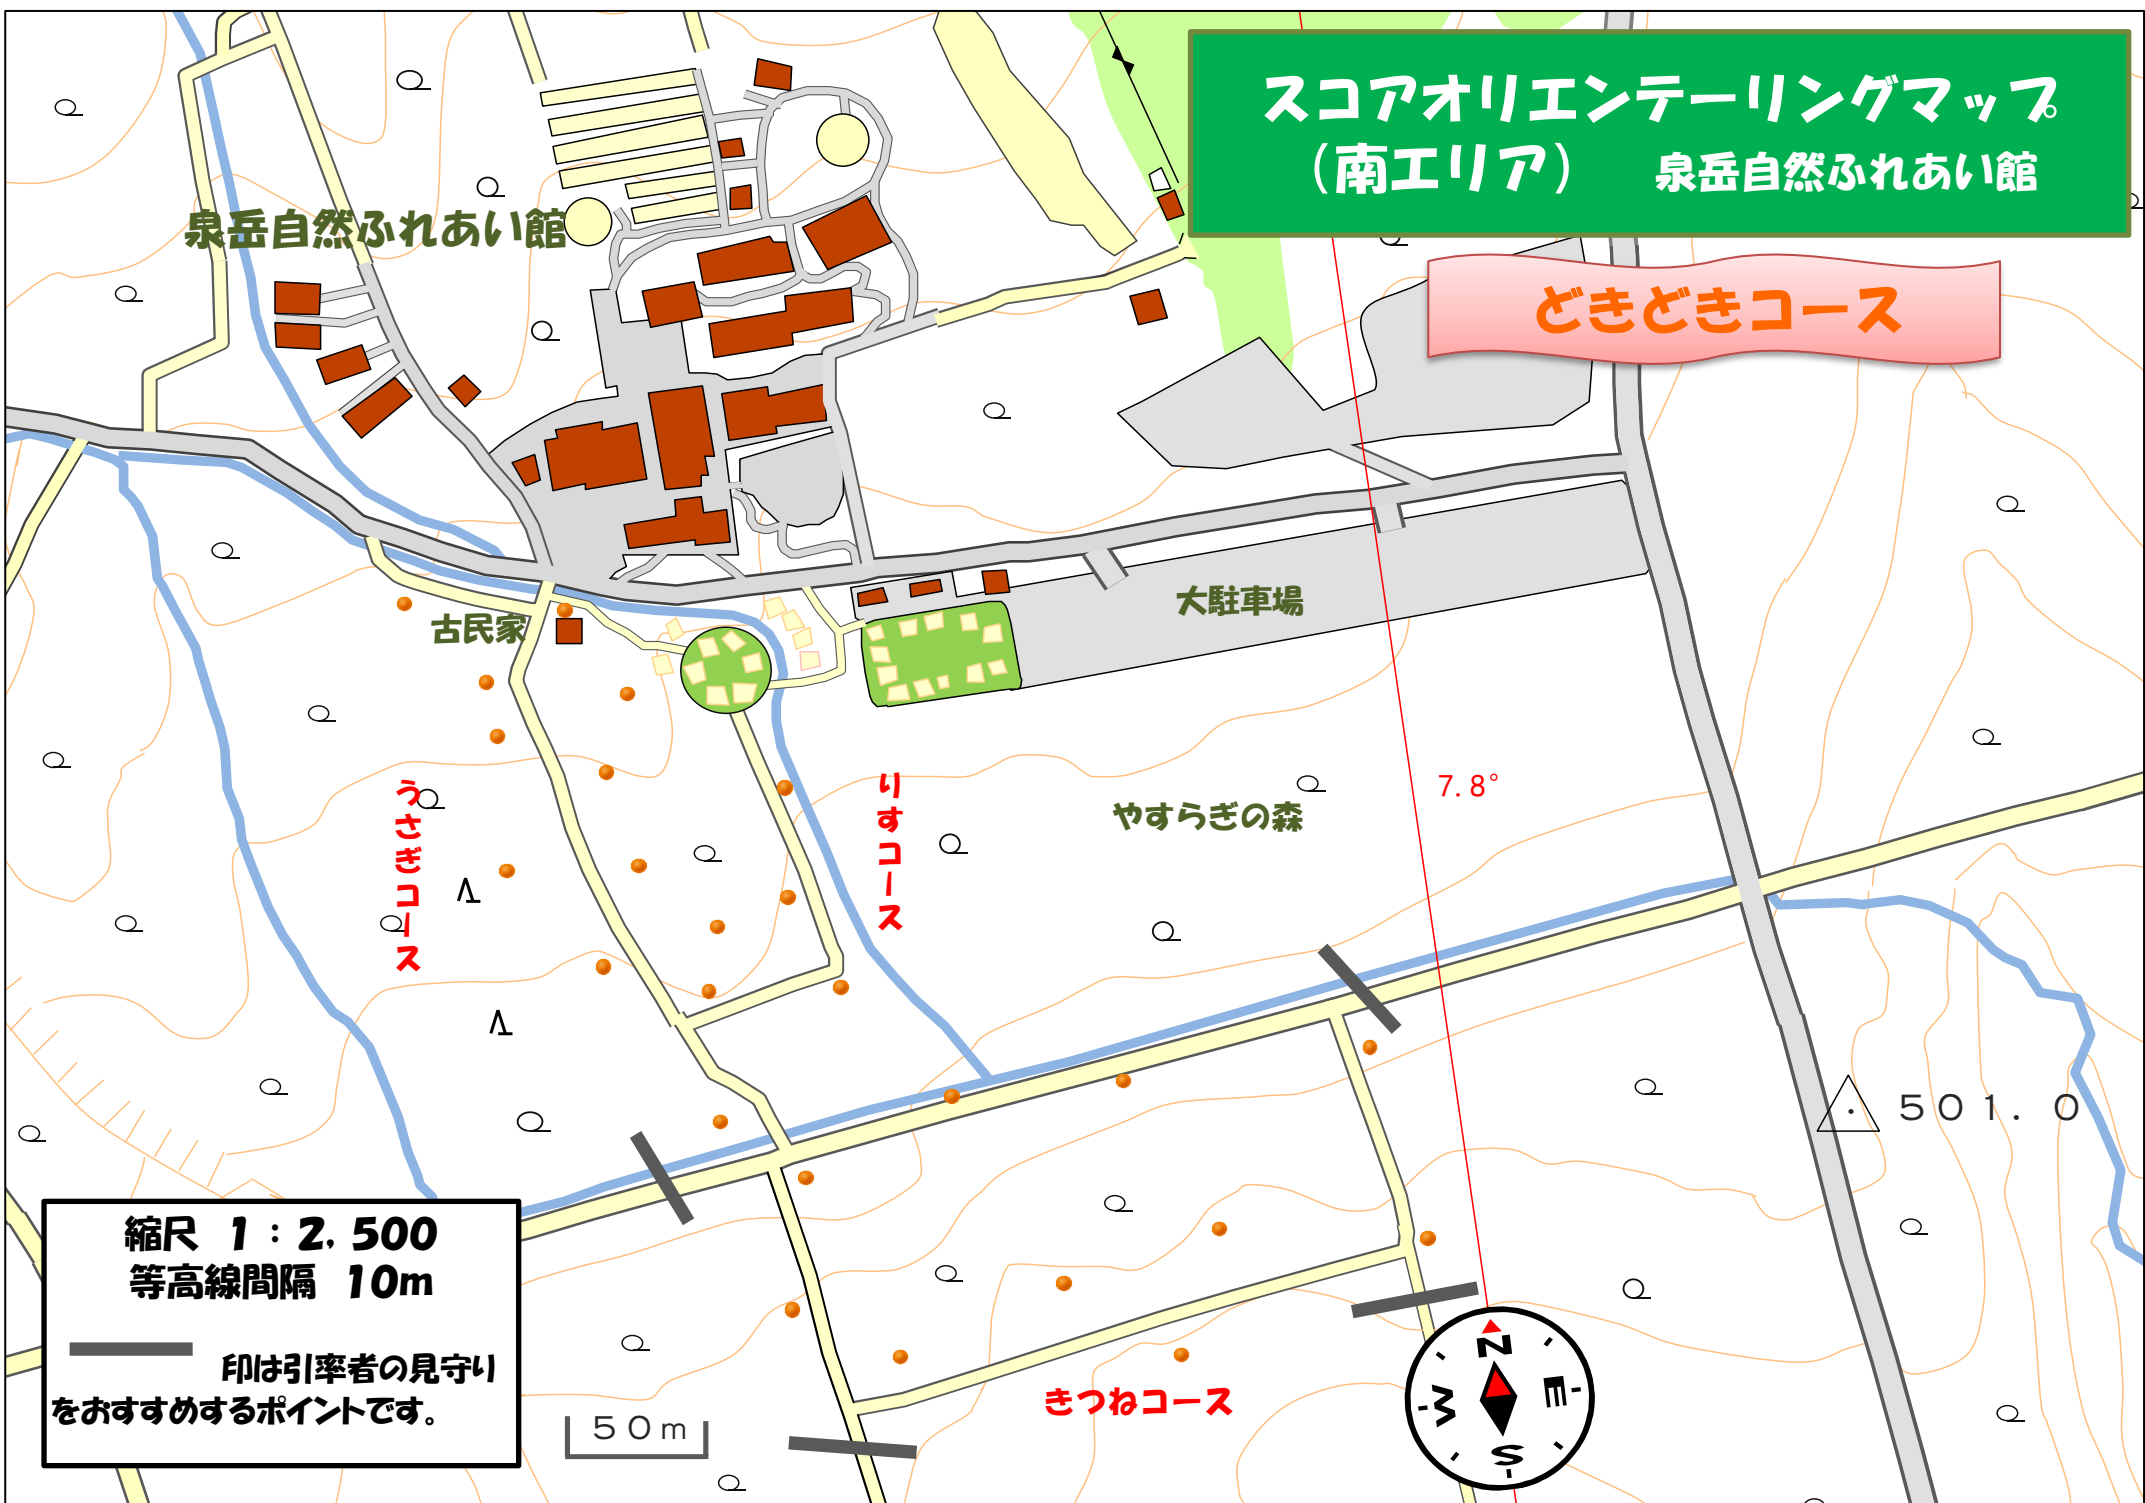 スコアオリエンテーリングマップ
（南エリア）　泉岳自然ふれあい館
どきどきコース
泉岳自然ふれあい館
古民家
大駐車場
うさぎコース
りすコース
やすらぎの森
7.8°
５０１．０
縮尺　1：2,500
等高線間隔　10m
印は引率者の見守り
をおすすめするポイントです。
５０ｍ
きつねコース
N
E
S
W